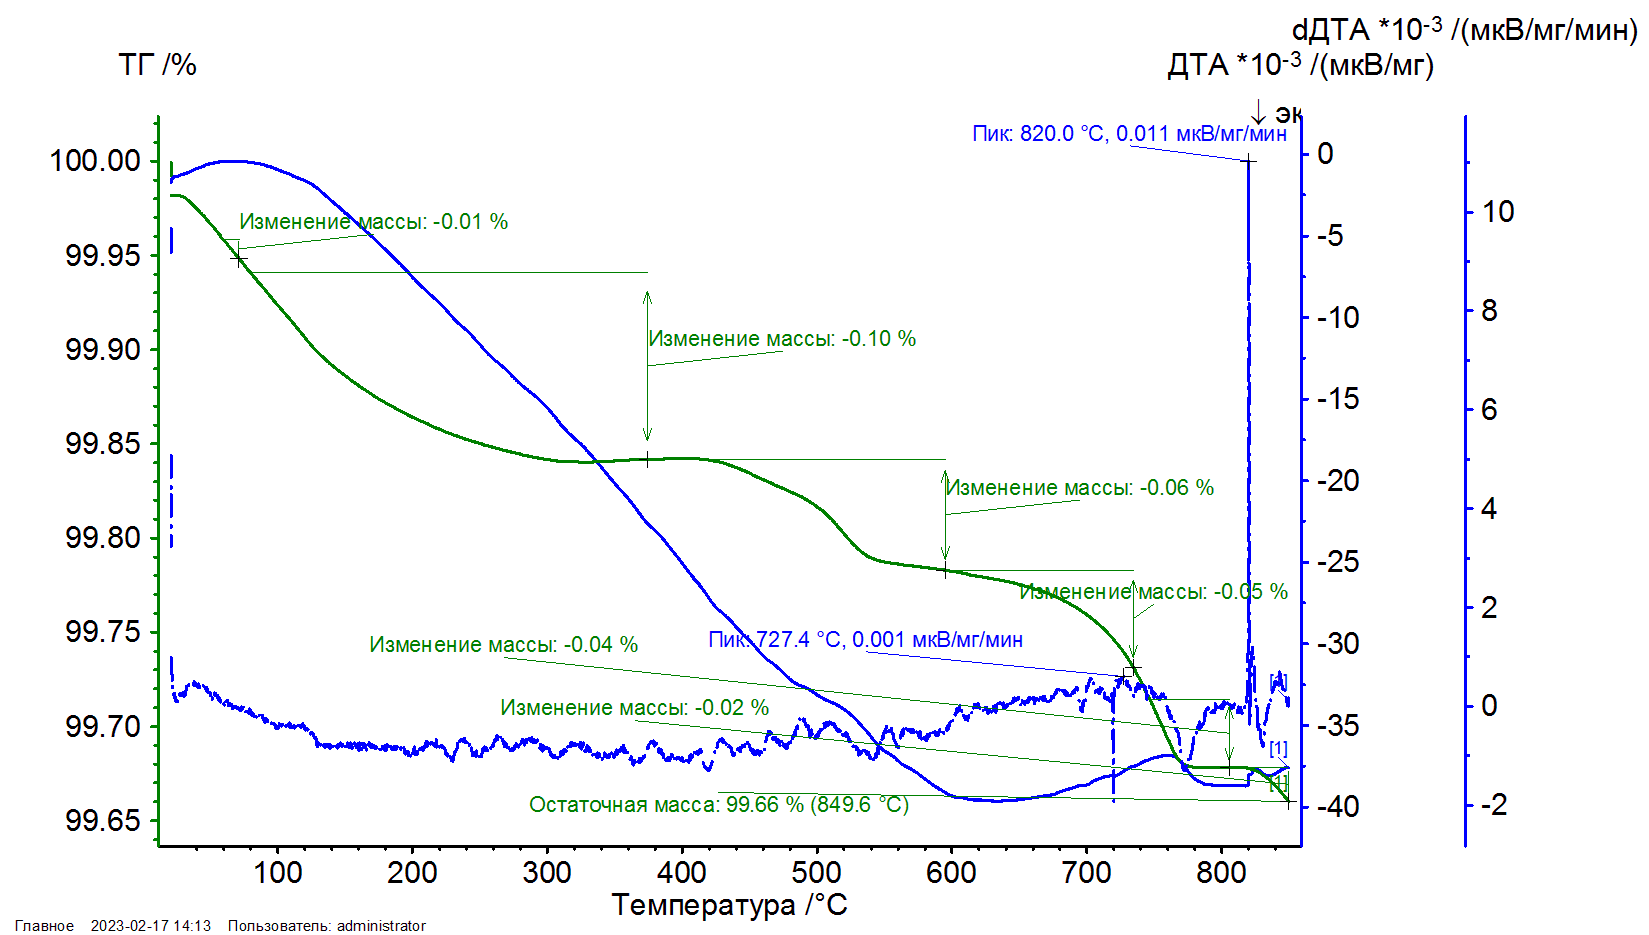 dДТА *10-3 /(мкВ/мг/мин)
ТГ /%
ДТА *10-3 /(мкВ/мг)
↓ эк
Пик: 820.0 °C, 0.011 мкВ/мг/мин
100.00
99.95
99.90
99.85
99.80
99.75
99.70
99.65
Изменение массы: -0.01 %
Изменение массы: -0.10 %
Изменение массы: -0.06 %
Изменение массы: -0.05 %
Изменение массы: -0.04 %
Пик: 727.4 °C, 0.001 мкВ/мг/мин
Изменение массы: -0.02 %
Остаточная масса: 99.66 % (849.6 °C)
[1]
[1]
0
-5
-10
-15
-20
-25
-30
-35
-40
10
8
6
4
2
0
-2
100 200 300 400 500 600 700 800
Температура /°C
Главное 2023-02-17 14:13 Пользователь: administrator